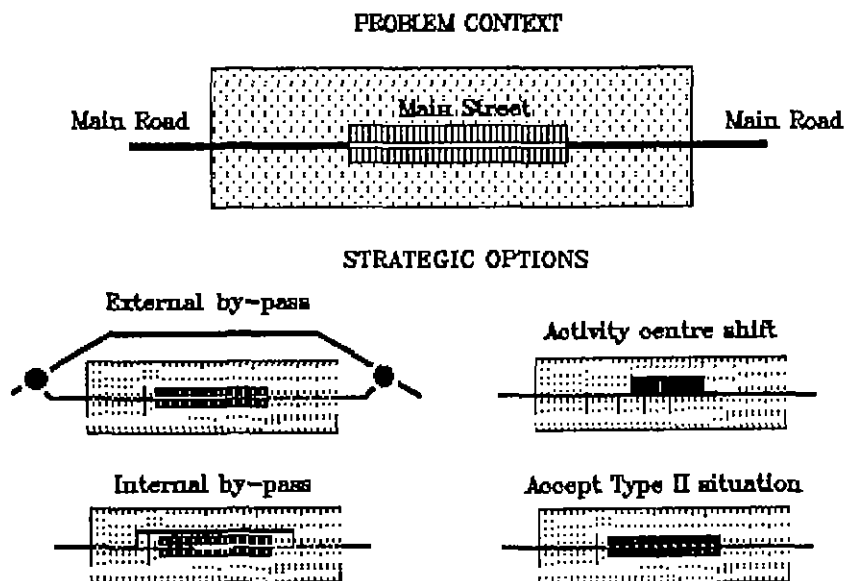 PROBLEM CONTEXT
Main Street
Main Road
Main Road
STRATEGIC OPTIONS
External by-pass
Activity centre shift
Internal by-pass
Accept Type II situation